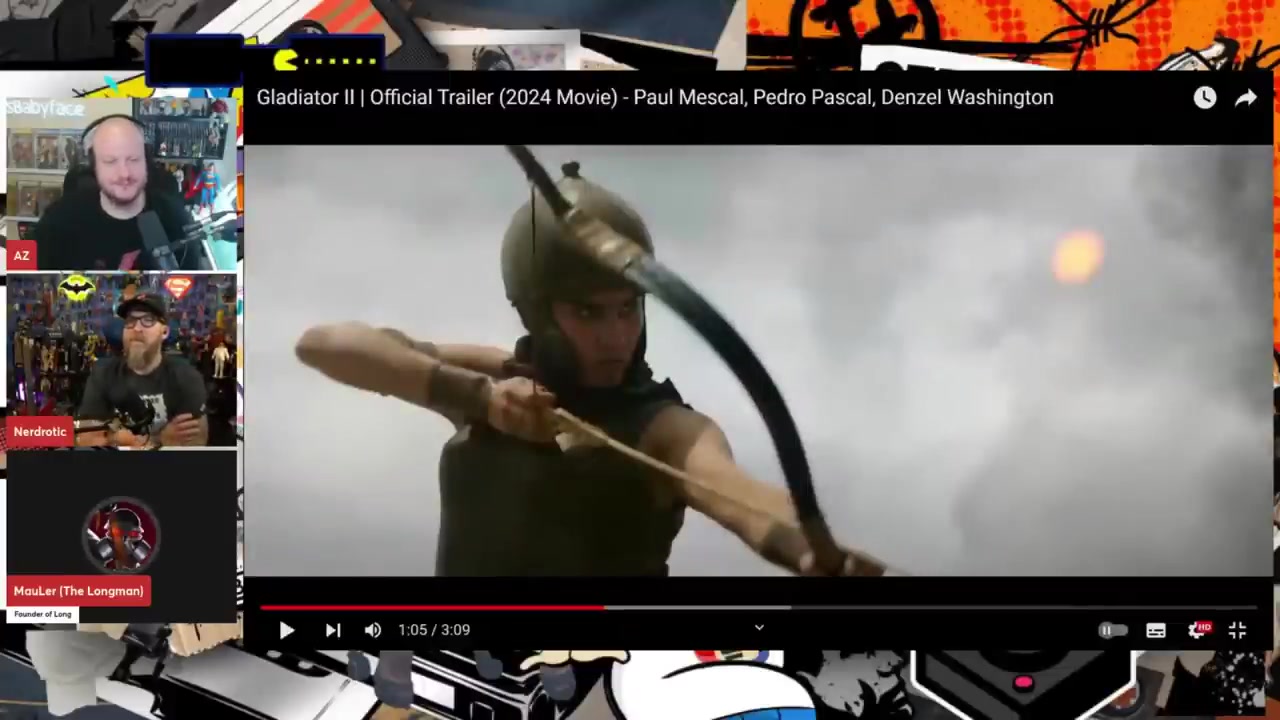 Gladiator II | Official Trailer (2024 Movie) - Paul Mescal, Pedro Pascal, Denzel Washington
sBabyface
AZ
Nerdrotic
MauLer (The Longman)
Founder of Long
1:05 / 3:09
HD